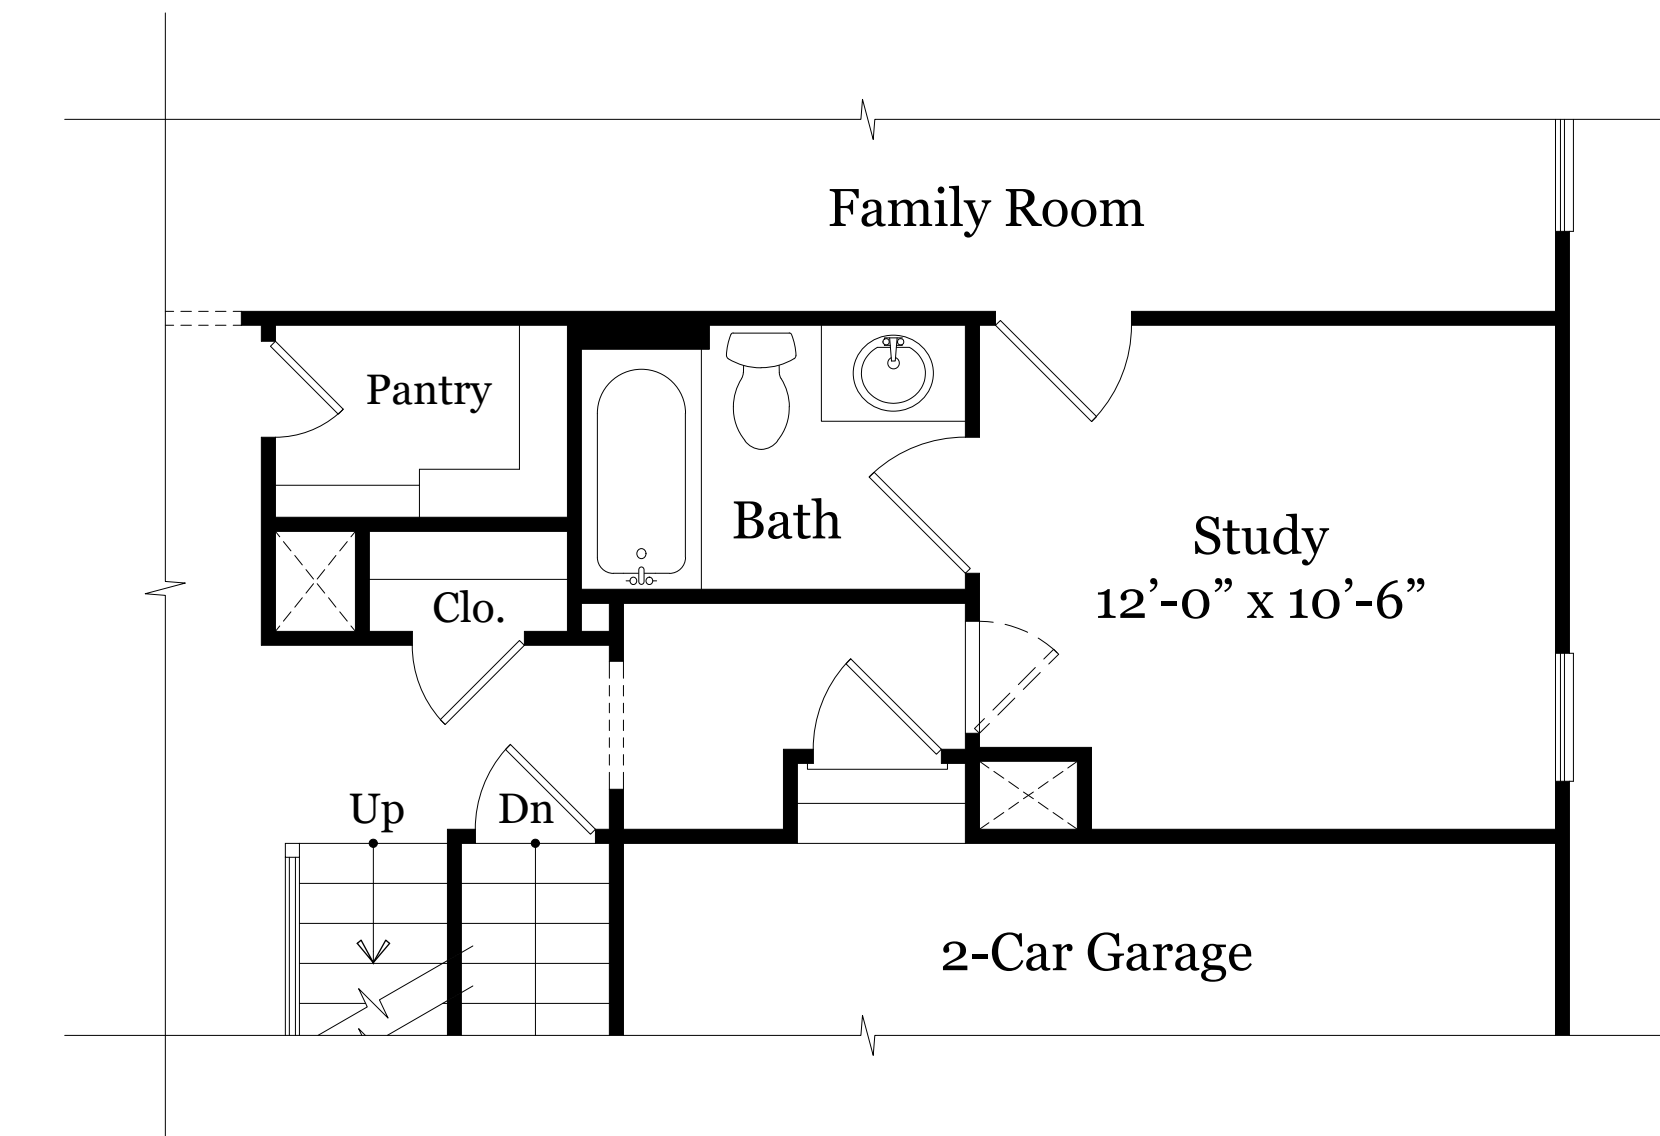 Family Room
Pantry
Bath
Study
12’-0” x 10’-6”
Clo.
Up
Dn
2-Car Garage